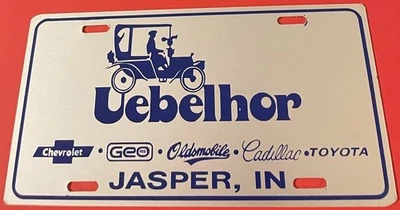 Uebelhor
Chevrolet • GEO • Oldsmobile • Cadillac • TOYOTA
JASPER, IN